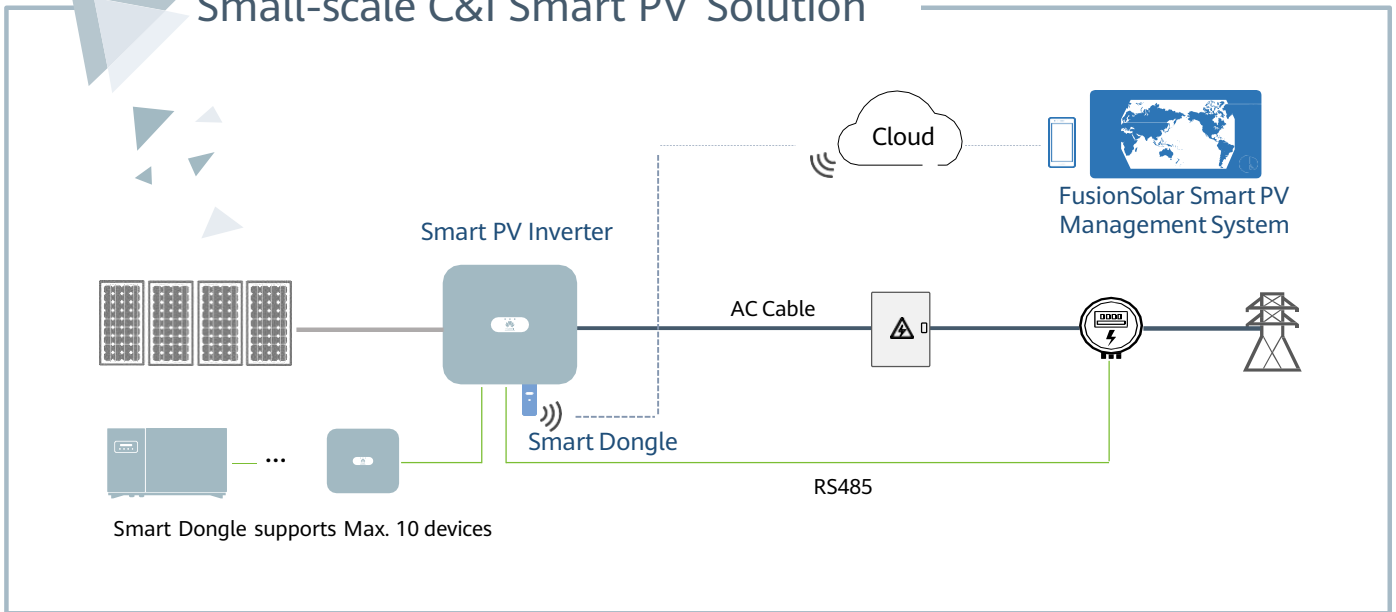 Small-scale C&I Smart PV Solution
Cloud
FusionSolar Smart PV
Management System
Smart PV Inverter
AC Cable
Smart Dongle
RS485
Smart Dongle supports Max. 10 devices